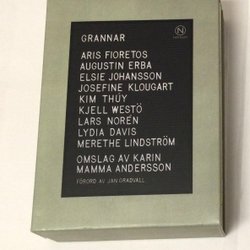 N
GRANNAR
ARIS FIORETOS
AUGUSTIN ERBA
ELSIE JOHANSSON
JOSEFINE KLOUGART
KIM THÚY
KJELL WESTÖ
LARS NORÉN
LYDIA DAVIS
MERETHE LINDSTRÖM
OMSLAG AV KARIN
MAMMA ANDERSSON
FÖRORD AV JAN GRADVALL